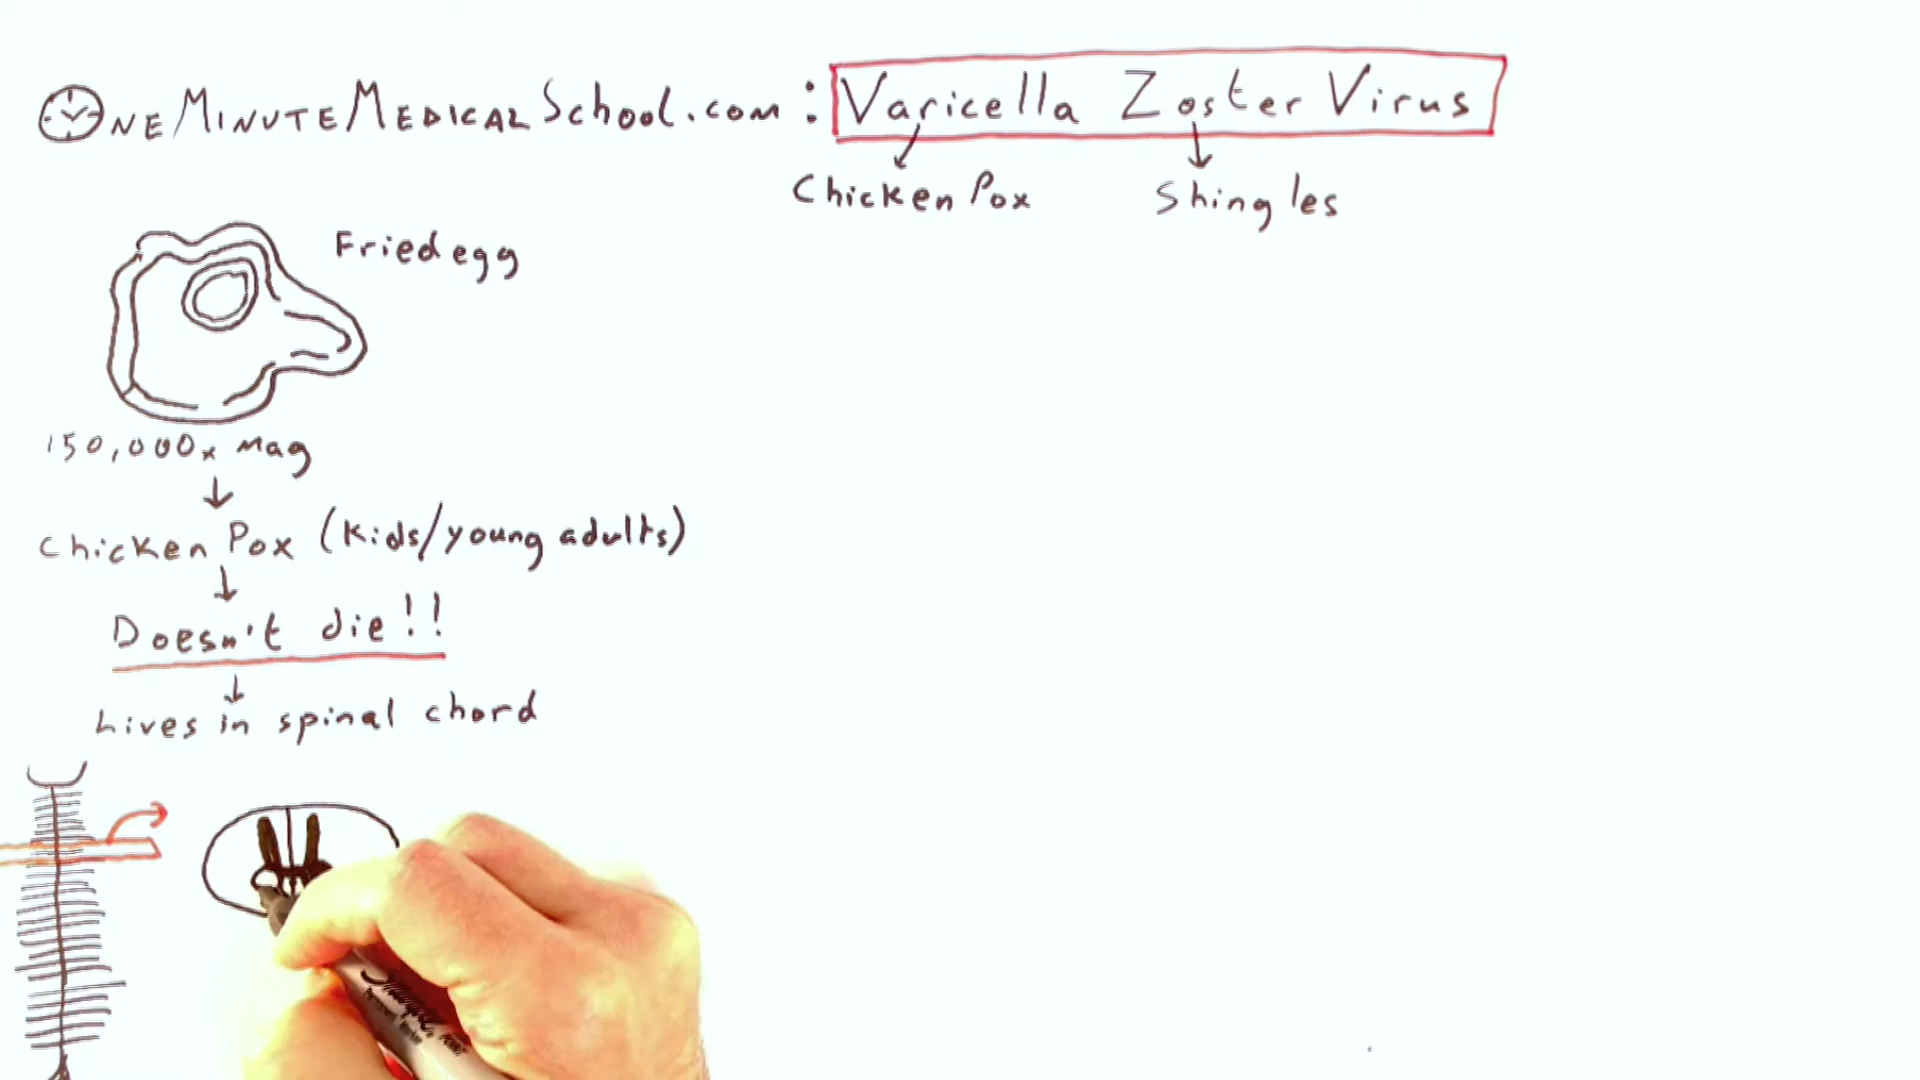 OneMinuteMedicalSchool.com: Varicella Zoster Virus
Chicken Pox Shingles
Fried egg
150,000x Mag
Chicken Pox (Kids/young adults)
Doesn't die!!
Lives in spinal chord